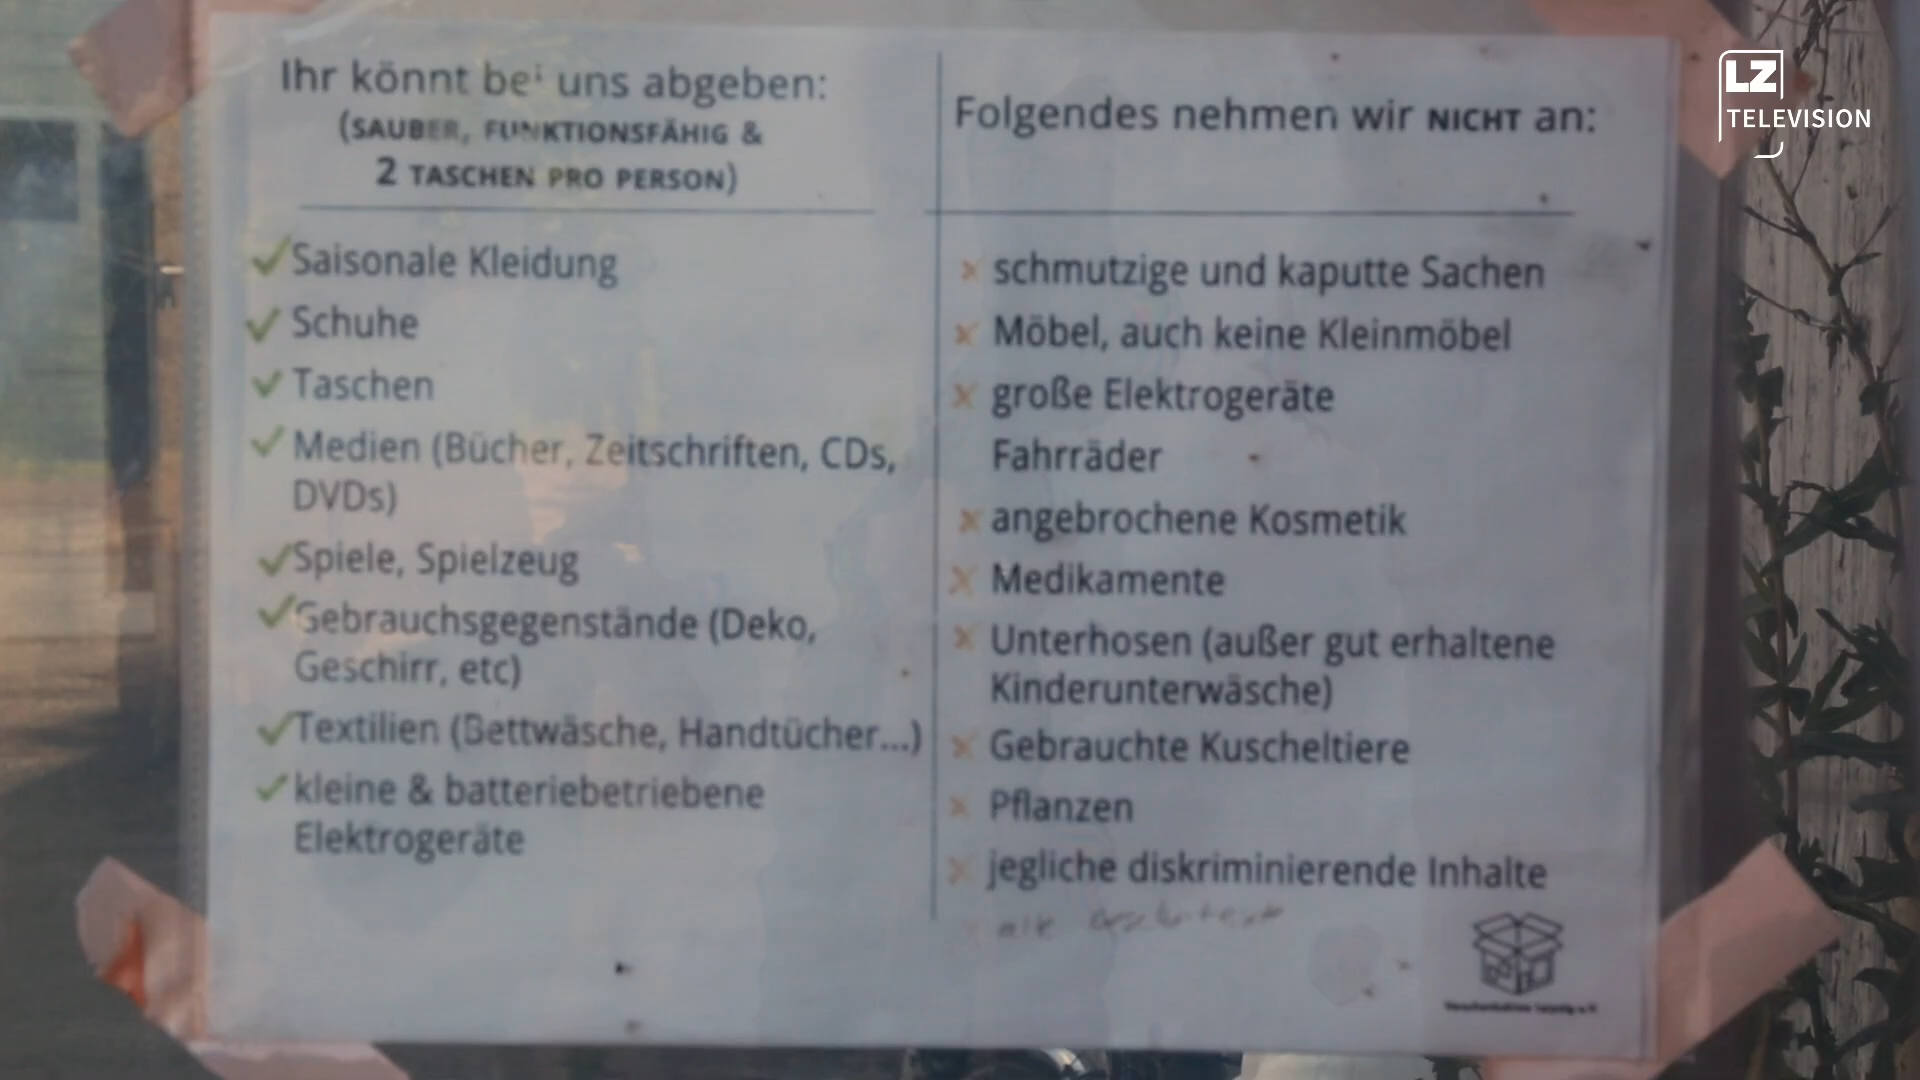 Ihr könnt bei uns abgeben:
(SAUBER, FUNKTIONSFÄHIG &
2 TASCHEN PRO PERSON)
Saisonale Kleidung
Schuhe
Taschen
Medien (Bücher, Zeitschriften, CDs,
DVDs)
Spiele, Spielzeug
Gebrauchsgegenstände (Deko,
Geschirr, etc)
Textilien (Bettwäsche, Handtücher...)
kleine & batteriebetriebene
Elektrogeräte
Folgendes nehmen wir NICHT an:
schmutzige und kaputte Sachen
Möbel, auch keine Kleinmöbel
große Elektrogeräte
Fahrräder
angebrochene Kosmetik
Medikamente
Unterhosen (außer gut erhaltene
Kinderunterwäsche)
Gebrauchte Kuscheltiere
Pflanzen
jegliche diskriminierende Inhalte
LZ
TELEVISION